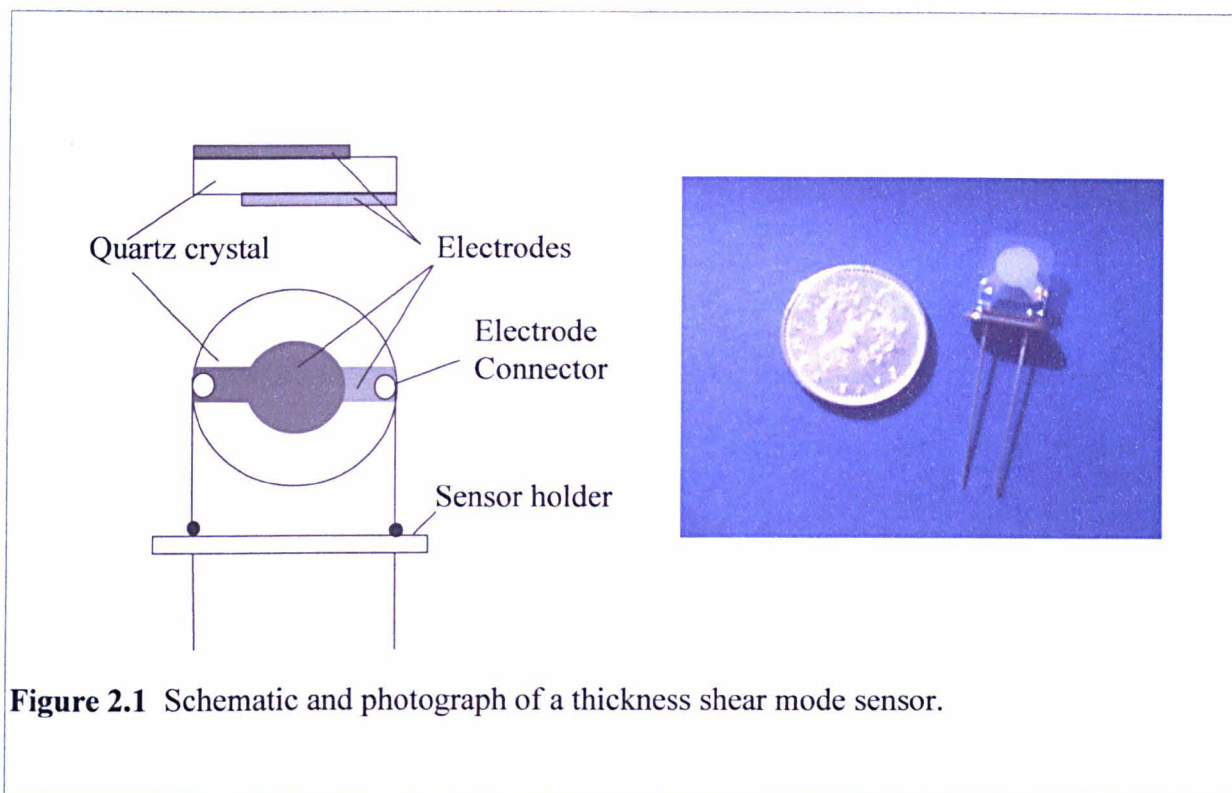 Quartz crystal
Electrodes
Electrode
Connector
Sensor holder
Figure 2.1 Schematic and photograph of a thickness shear mode sensor.